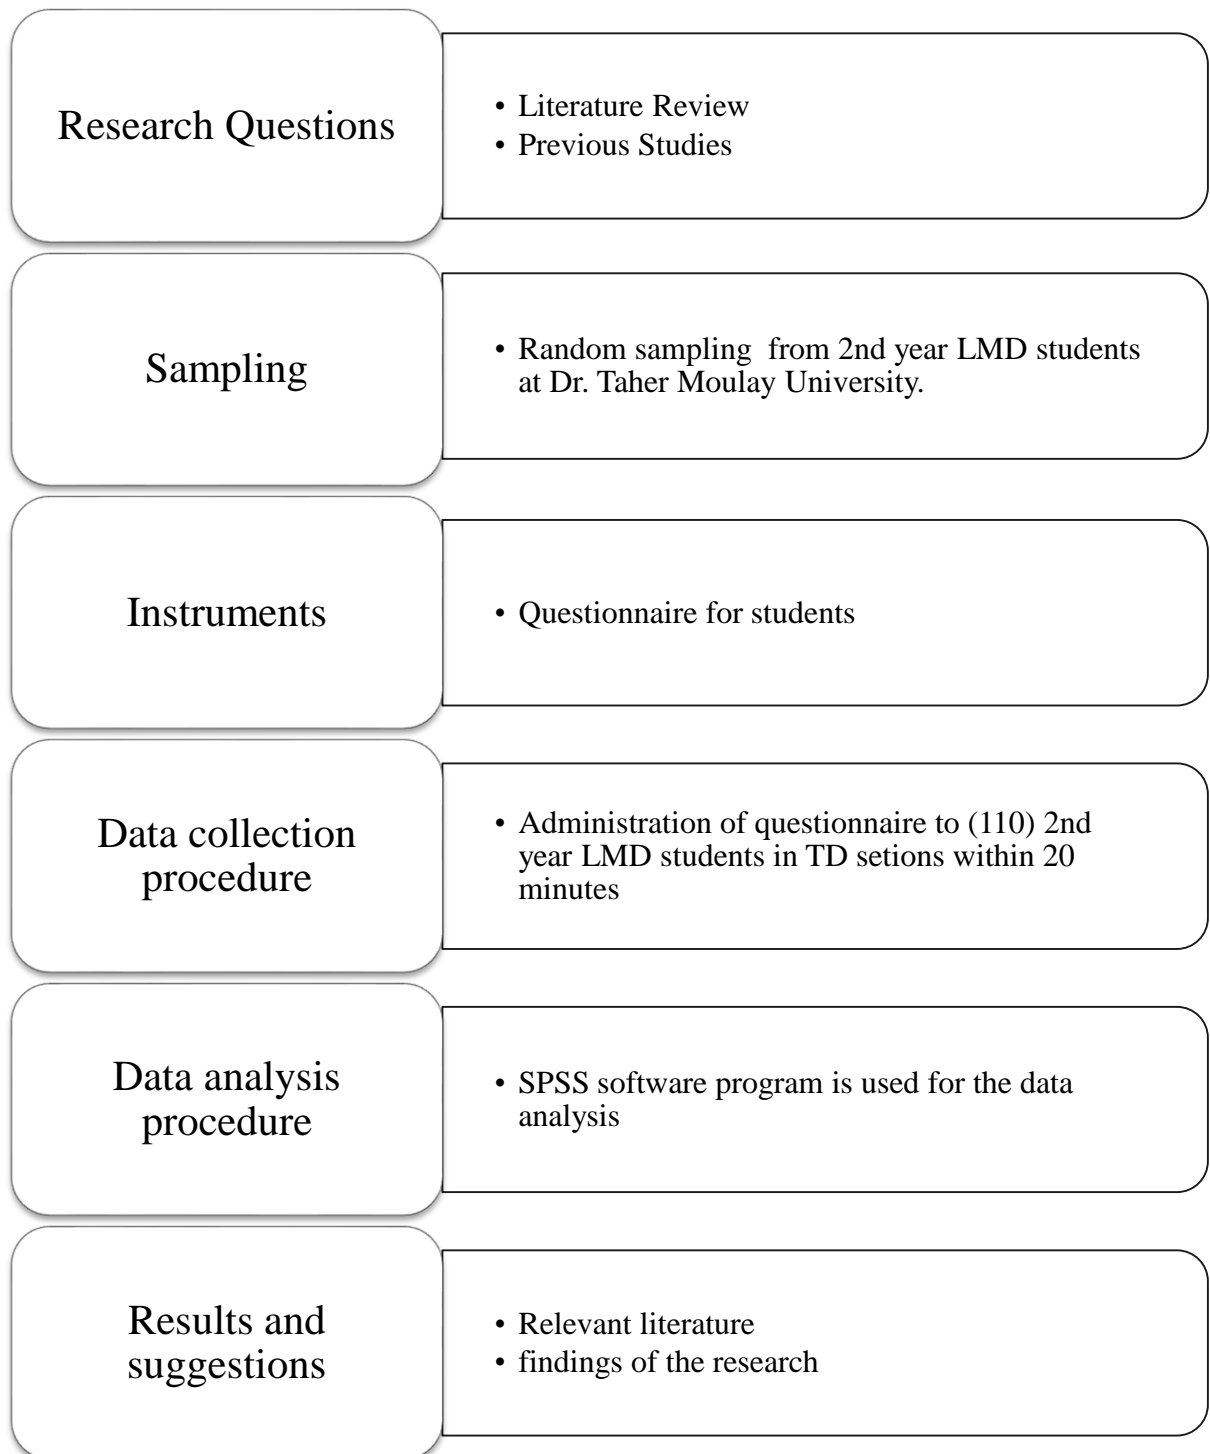 Research Questions
• Literature Review
• Previous Studies
Sampling
• Random sampling  from 2nd year LMD students
at Dr. Taher Moulay University.
Instruments
• Questionnaire for students
Data collection
procedure
• Administration of questionnaire to (110) 2nd
year LMD students in TD setions within 20
minutes
Data analysis
procedure
• SPSS software program is used for the data
analysis
Results and
suggestions
• Relevant literature
• findings of the research